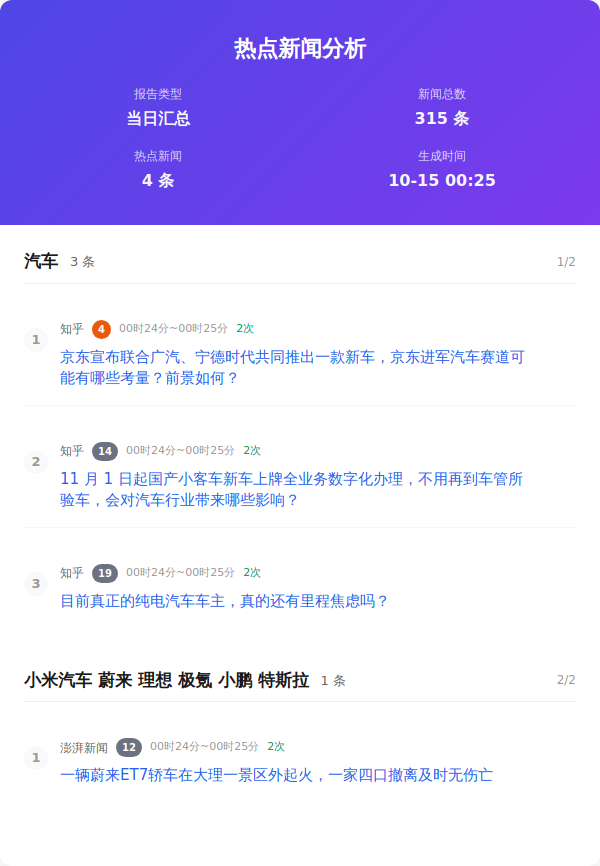 热点新闻分析
报告类型
当日汇总
新闻总数
315 条
热点新闻
4 条
生成时间
10-15 00:25
汽车 3 条 1/2
1
知乎 4 00时24分~00时25分 2次
京东宣布联合广汽、宁德时代共同推出一款新车，京东进军汽车赛道可
能有哪些考量？前景如何？
2
知乎 14 00时24分~00时25分 2次
11 月 1 日起国产小客车新车上牌全业务数字化办理，不用再到车管所
验车，会对汽车行业带来哪些影响？
3
知乎 19 00时24分~00时25分 2次
目前真正的纯电汽车车主，真的还有里程焦虑吗？
小米汽车 蔚来 理想 极氪 小鹏 特斯拉 1 条 2/2
1
澎湃新闻 12 00时24分~00时25分 2次
一辆蔚来ET7轿车在大理一景区外起火，一家四口撤离及时无伤亡